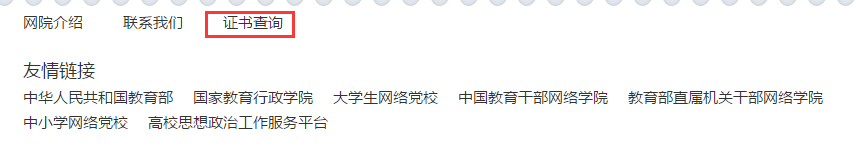 网院介绍 联系我们 证书查询
友情链接
中华人民共和国教育部 国家教育行政学院 大学生网络党校 中国教育干部网络学院 教育部直属机关干部网络学院
中小学网络党校 高校思想政治工作服务平台